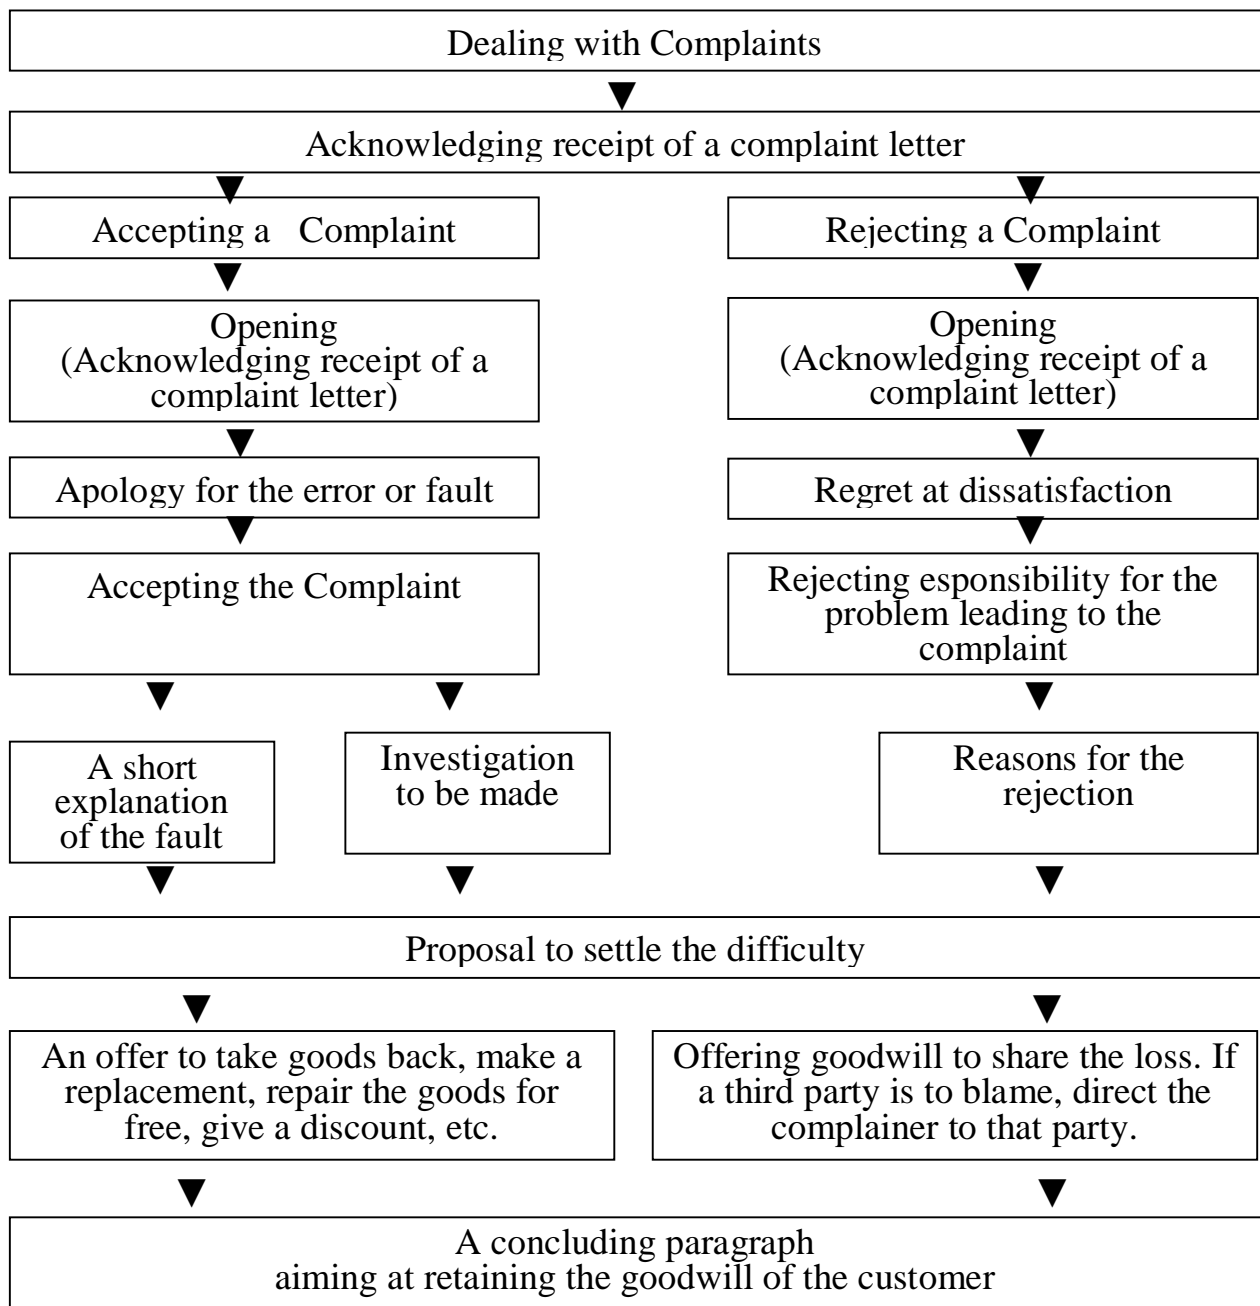 Dealing with Complaints
Acknowledging receipt of a complaint letter
Accepting a Complaint
Rejecting a Complaint
Opening
(Acknowledging receipt of a
complaint letter)
Opening
(Acknowledging receipt of a
complaint letter)
Apology for the error or fault
Regret at dissatisfaction
Accepting the Complaint
Rejecting esponsibility for the
problem leading to the
complaint
A short
explanation
of the fault
Investigation
to be made
Reasons for the
rejection
Proposal to settle the difficulty
An offer to take goods back, make a
replacement, repair the goods for
free, give a discount, etc.
Offering goodwill to share the loss. If
a third party is to blame, direct the
complainer to that party.
A concluding paragraph
aiming at retaining the goodwill of the customer